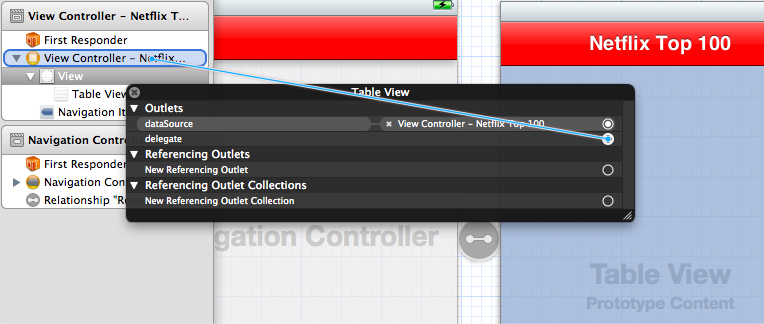 View Controller – Netflix T...
First Responder
View Controller – Netflix...
View
Table View
Navigation It
Navigation Contro
First Responder
Navigation Con
Relationship "Ro
Netflix Top 100
Table View
Outlets
dataSource
View Controller – Netflix Top 100
delegate
Referencing Outlets
New Referencing Outlet
Referencing Outlet Collections
New Referencing Outlet Collection
igation Controller
Table View
Prototype Content